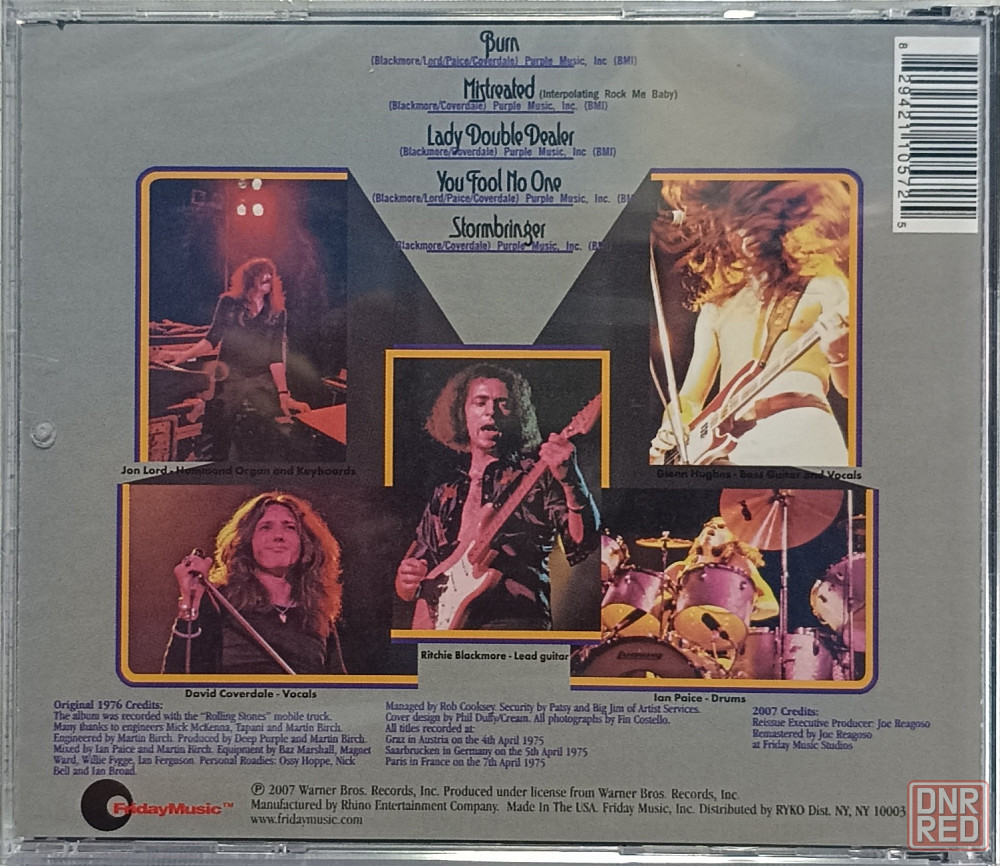 Burn
(Blackmore/Lord/Paice/Coverdale) Purple Music, Inc (BMI)
Mistreated (Interpolating Rock Me Baby)
(Blackmore/Coverdale) Purple Music, Inc. (BMI)
Lady Double Dealer
(Blackmore/Coverdale) Purple Music, Inc (BMI)
You Fool No One
(Blackmore/Lord/Paice/Coverdale) Purple Music, Inc. (BMI
Stormbringer
(Blackmore/Coverdale) Purple Music, Inc. (BMI
8 29421 10572 5
Jon Lord - Hammond Organ and Keyboards
Glenn Hughes - Bass Guitar and Vocals
Ritchie Blackmore - Lead guitar
David Coverdale - Vocals
Ian Paice - Drums
Original 1976 Credits:
The album was recorded with the "Rolling Stones" mobile truck.
Many thanks to engineers Mick McKenna, Tapani and Martin Birch.
Engineered by Martin Birch. Produced by Deep Purple and Martin Birch.
Mixed by Ian Paice and Martin Birch. Equipment by Baz Marshall, Magnet
Ward, Willie Fygge, Ian Ferguson. Personal Roadies: Ossy Hoppe, Nick
Bell and Ian Broad.
Managed by Rob Cooksey. Security by Patsy and Big Jim of Artist Services.
Cover design by Phil Duffy/Cream. All photographs by Fin Costello.
All titles recorded at:
Graz in Austria on the 4th April 1975
Saarbrucken in Germany on the 5th April 1975
Paris in France on the 7th April 1975
2007 Credits:
Reissue Executive Producer: Joe Reagoso
Remastered by Joe Reagoso
at Friday Music Studios
FridayMusic™
℗ 2007 Warner Bros. Records, Inc. Produced under license from Warner Bros. Records, Inc.
Manufactured by Rhino Entertainment Company. Made In The USA. Friday Music, Inc. Distributed by RYKO Dist. NY, NY 10003
www.fridaymusic.com
DNR
RED